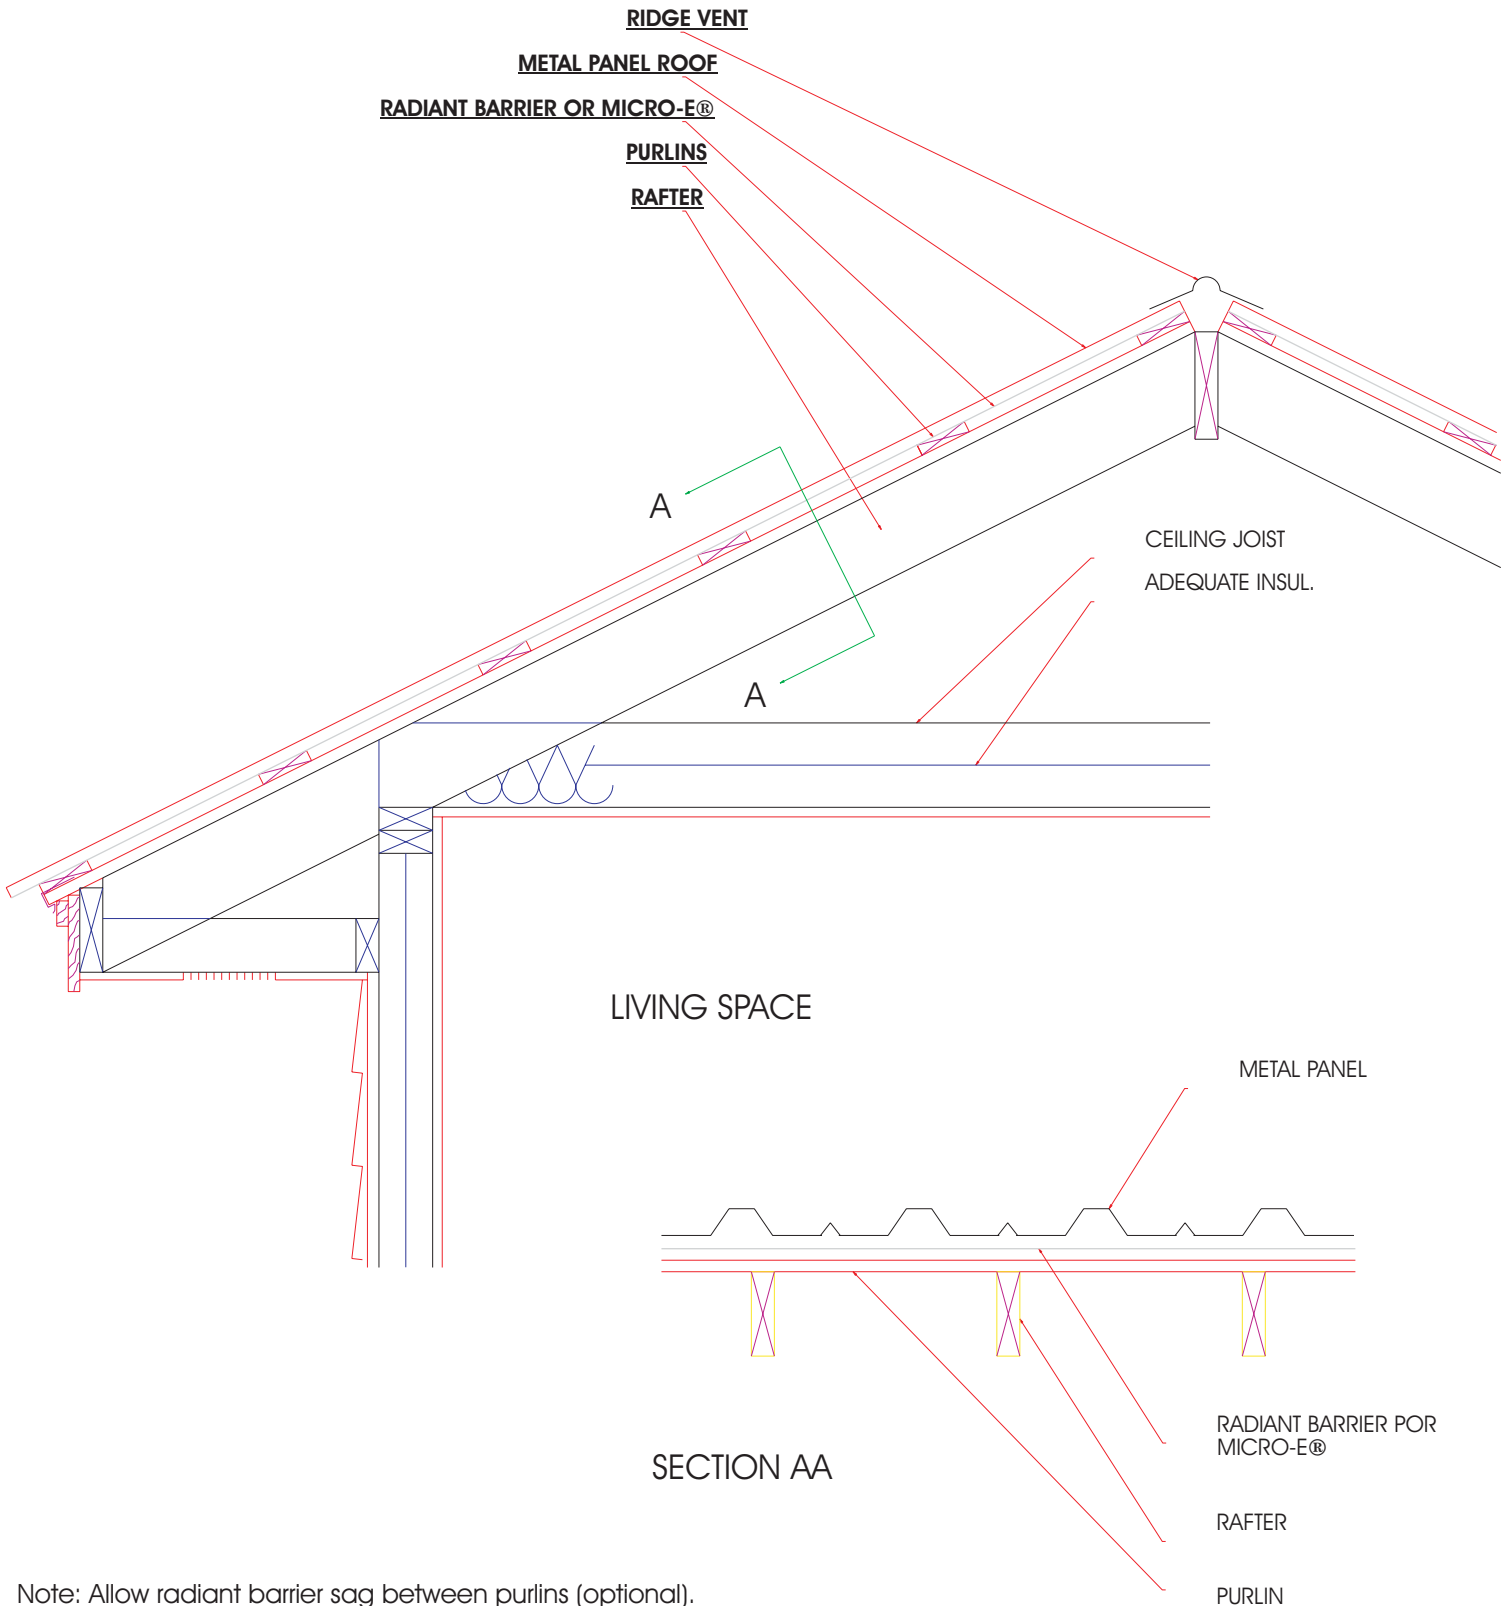 RIDGE VENT
METAL PANEL ROOF
RADIANT BARRIER OR MICRO-E®
PURLINS
RAFTER
A
CEILING JOIST
ADEQUATE INSUL.
A
LIVING SPACE
METAL PANEL
RADIANT BARRIER POR
MICRO-E®
SECTION AA
RAFTER
PURLIN
Note: Allow radiant barrier sag between purlins (optional).